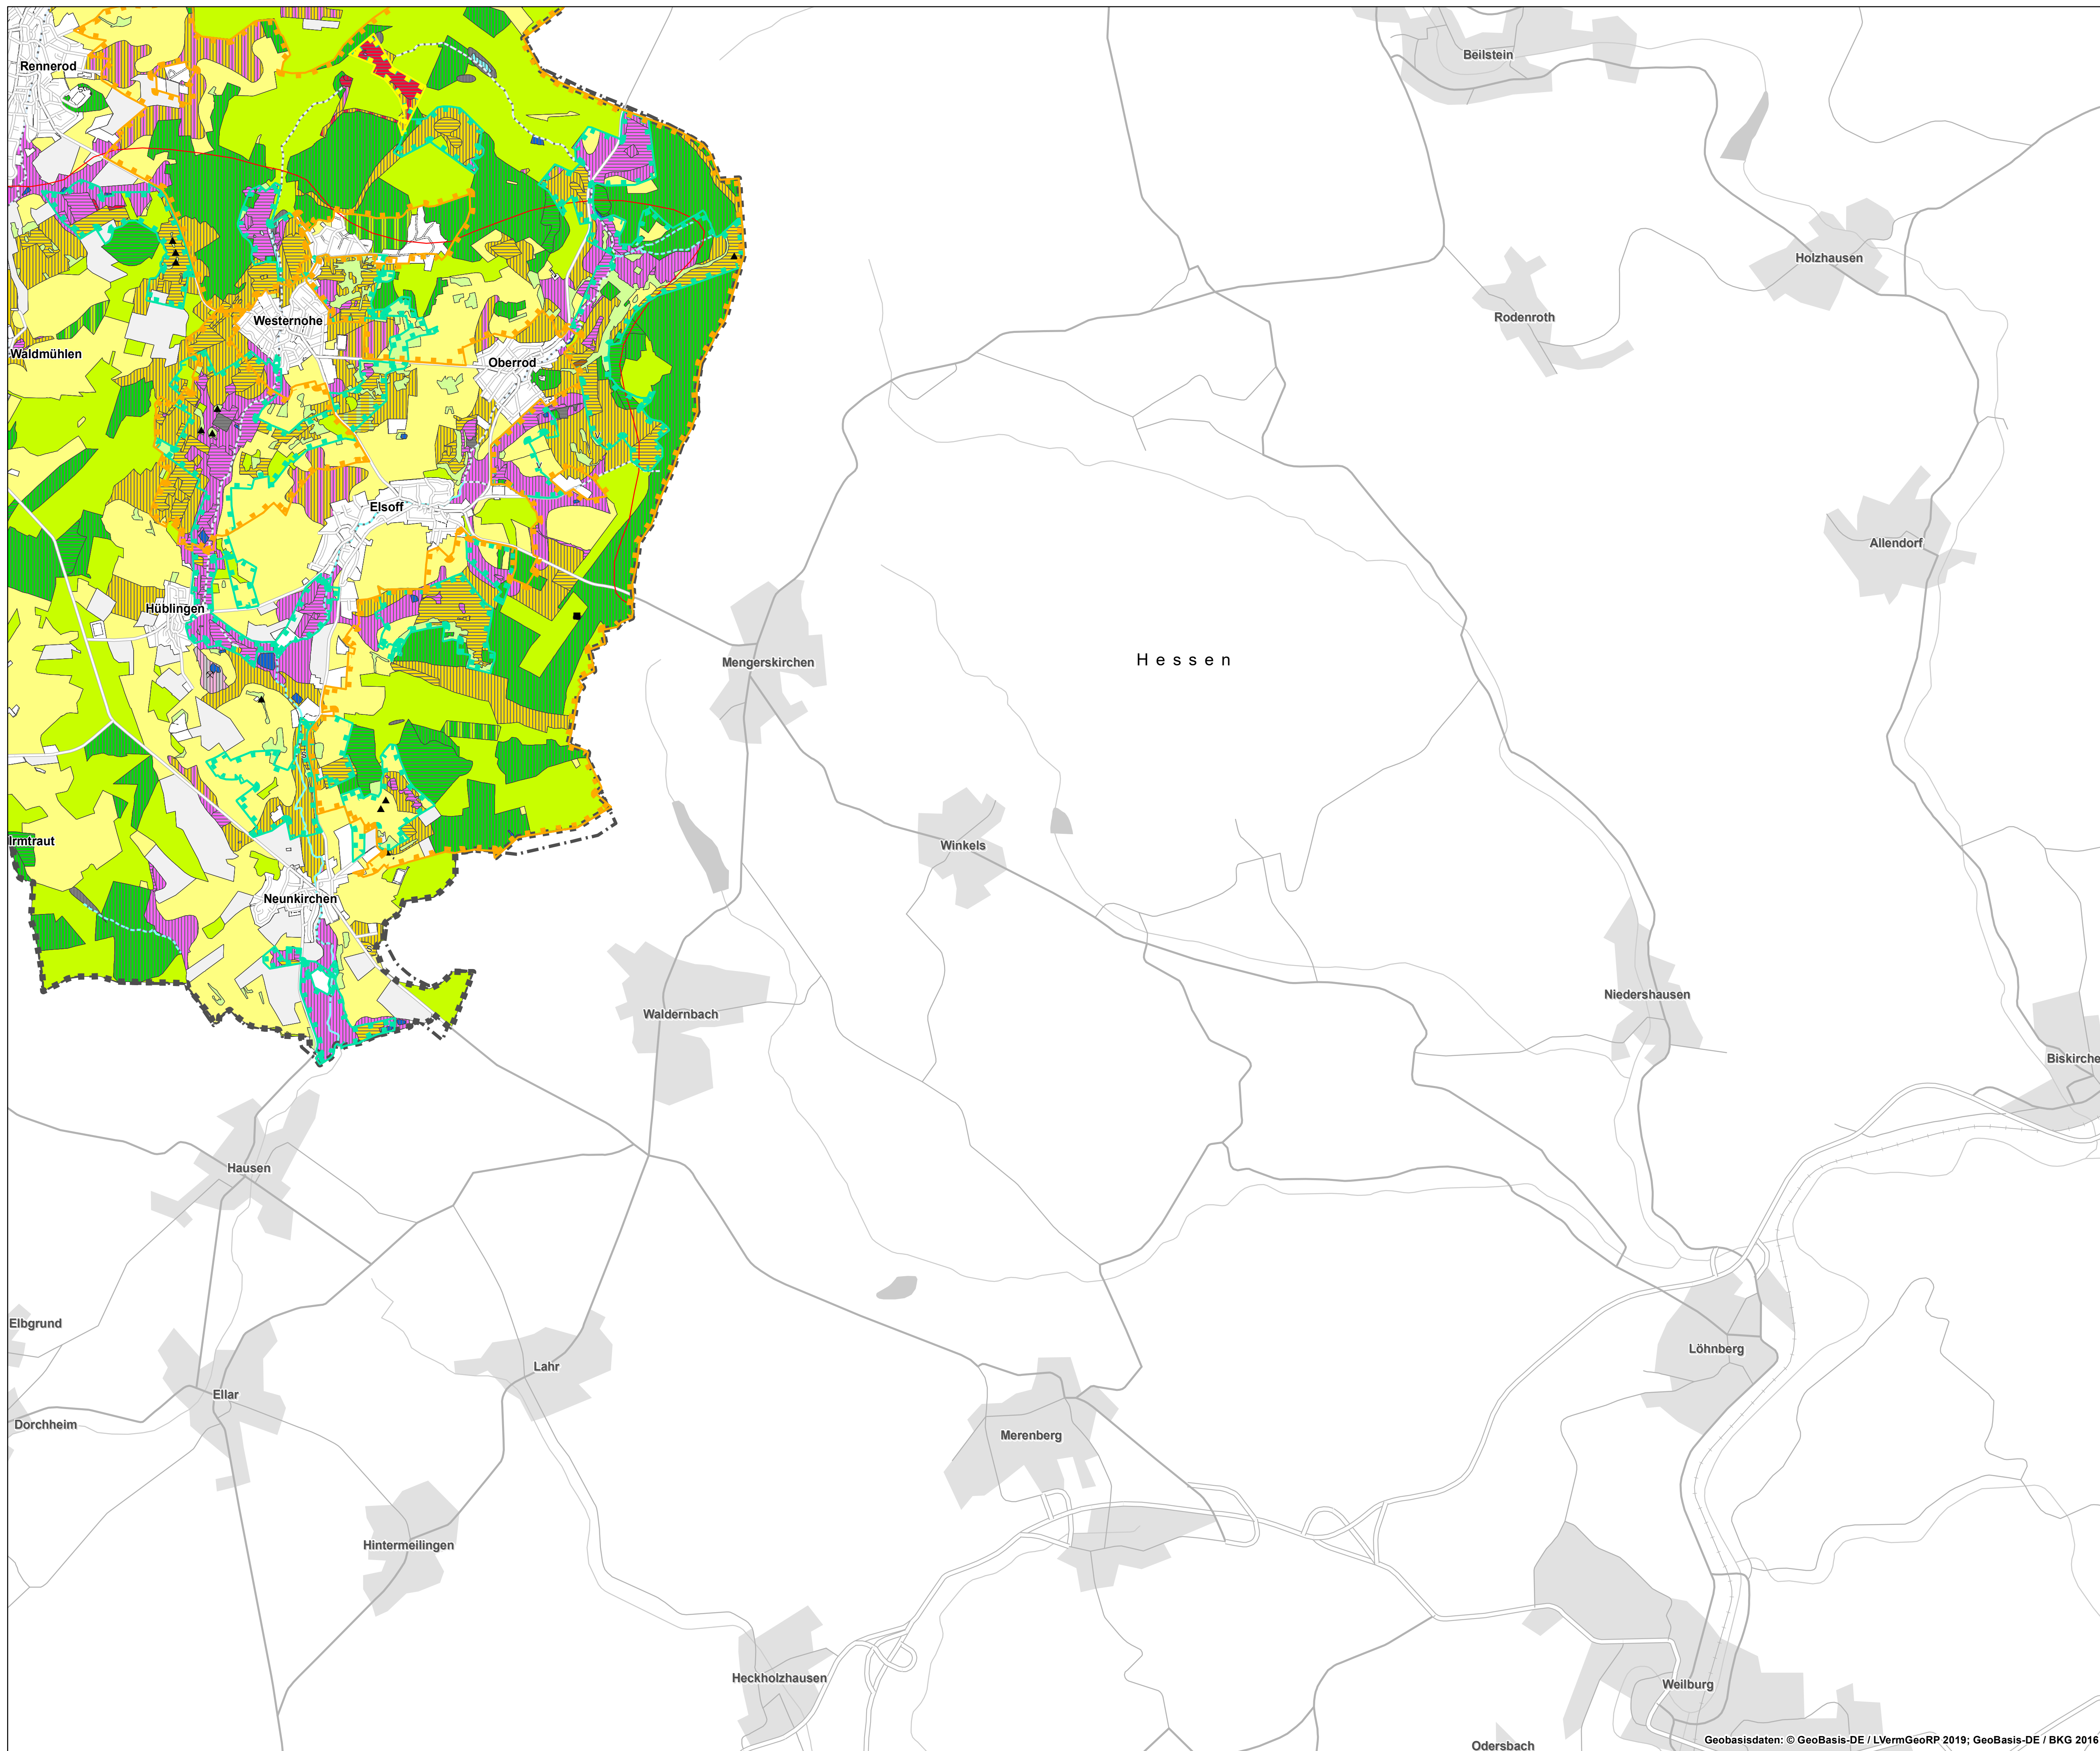 Beilstein
Rennerod
Holzhausen
Rodenroth
Westernohe
Waldmühlen
Oberrod
Elsoff
Allendorf
Hüblingen
Mengerskirchen
Hessen
Irmtraut
Winkels
Neunkirchen
Niedershausen
Waldernbach
Biskirche
Hausen
Elbgrund
Löhnberg
Lahr
Ellar
Dorchheim
Merenberg
Hintermeilingen
Heckholzhausen
Weilburg
Geobasisdaten: © GeoBasis-DE / LVermGeoRP 2019; GeoBasis-DE / BKG 2016
Odersbach